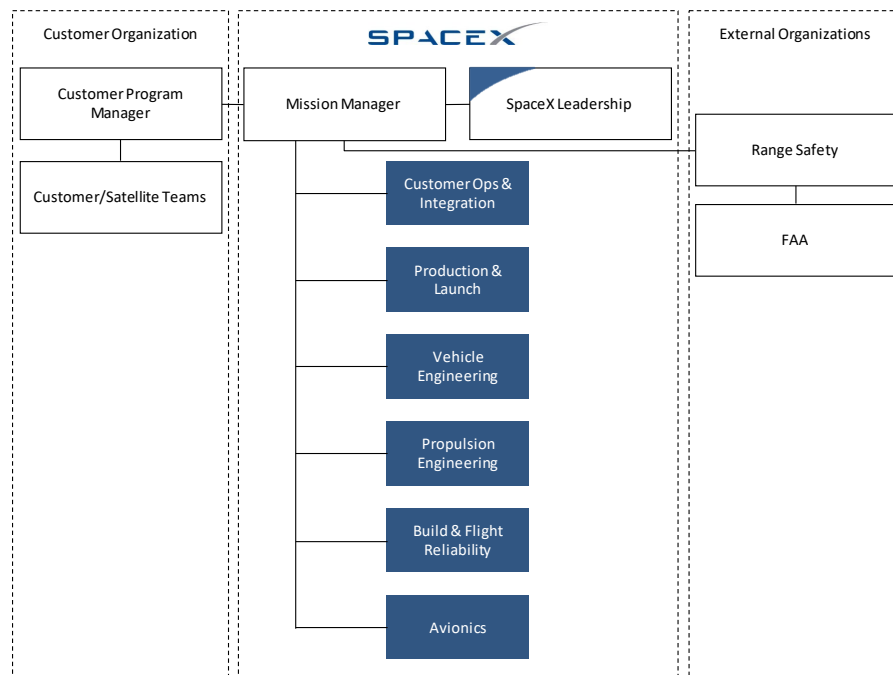 Customer Organization
SPACEX
External Organizations
Customer Program
Manager
Mission Manager
SpaceX Leadership
Range Safety
Customer/Satellite Teams
Customer Ops &
Integration
FAA
Production &
Launch
Vehicle
Engineering
Propulsion
Engineering
Build & Flight
Reliability
Avionics